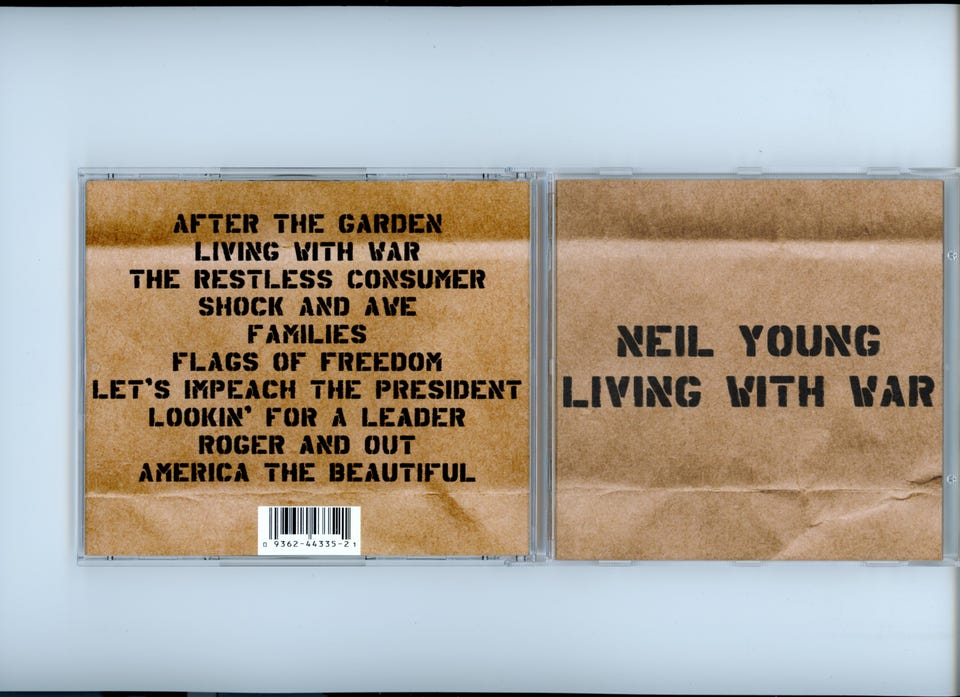 AFTER THE GARDEN
LIVING WITH WAR
THE RESTLESS CONSUMER
SHOCK AND AWE
FAMILIES
FLAGS OF FREEDOM
LET'S IMPEACH THE PRESIDENT
LOOKIN' FOR A LEADER
ROGER AND OUT
AMERICA THE BEAUTIFUL
0 9362-44335-2 1
NEIL YOUNG
LIVING WITH WAR